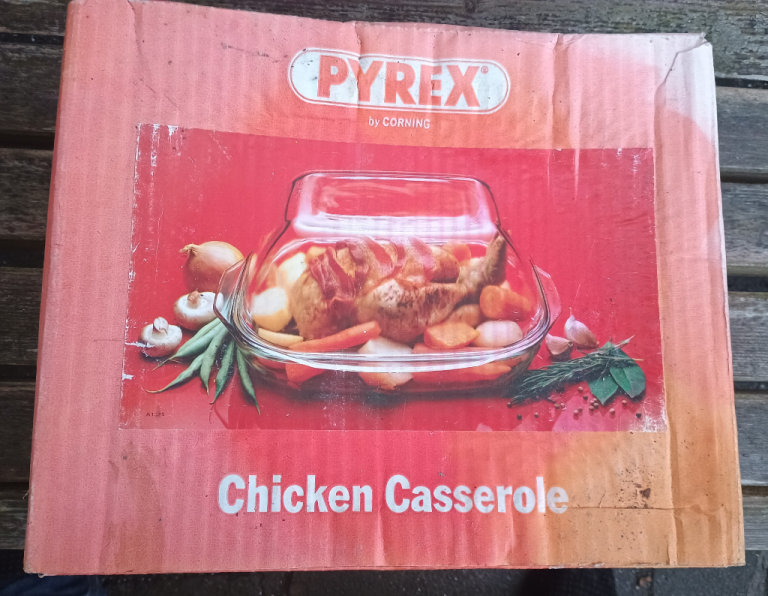 PYREX®
by CORNING
Chicken Casserole